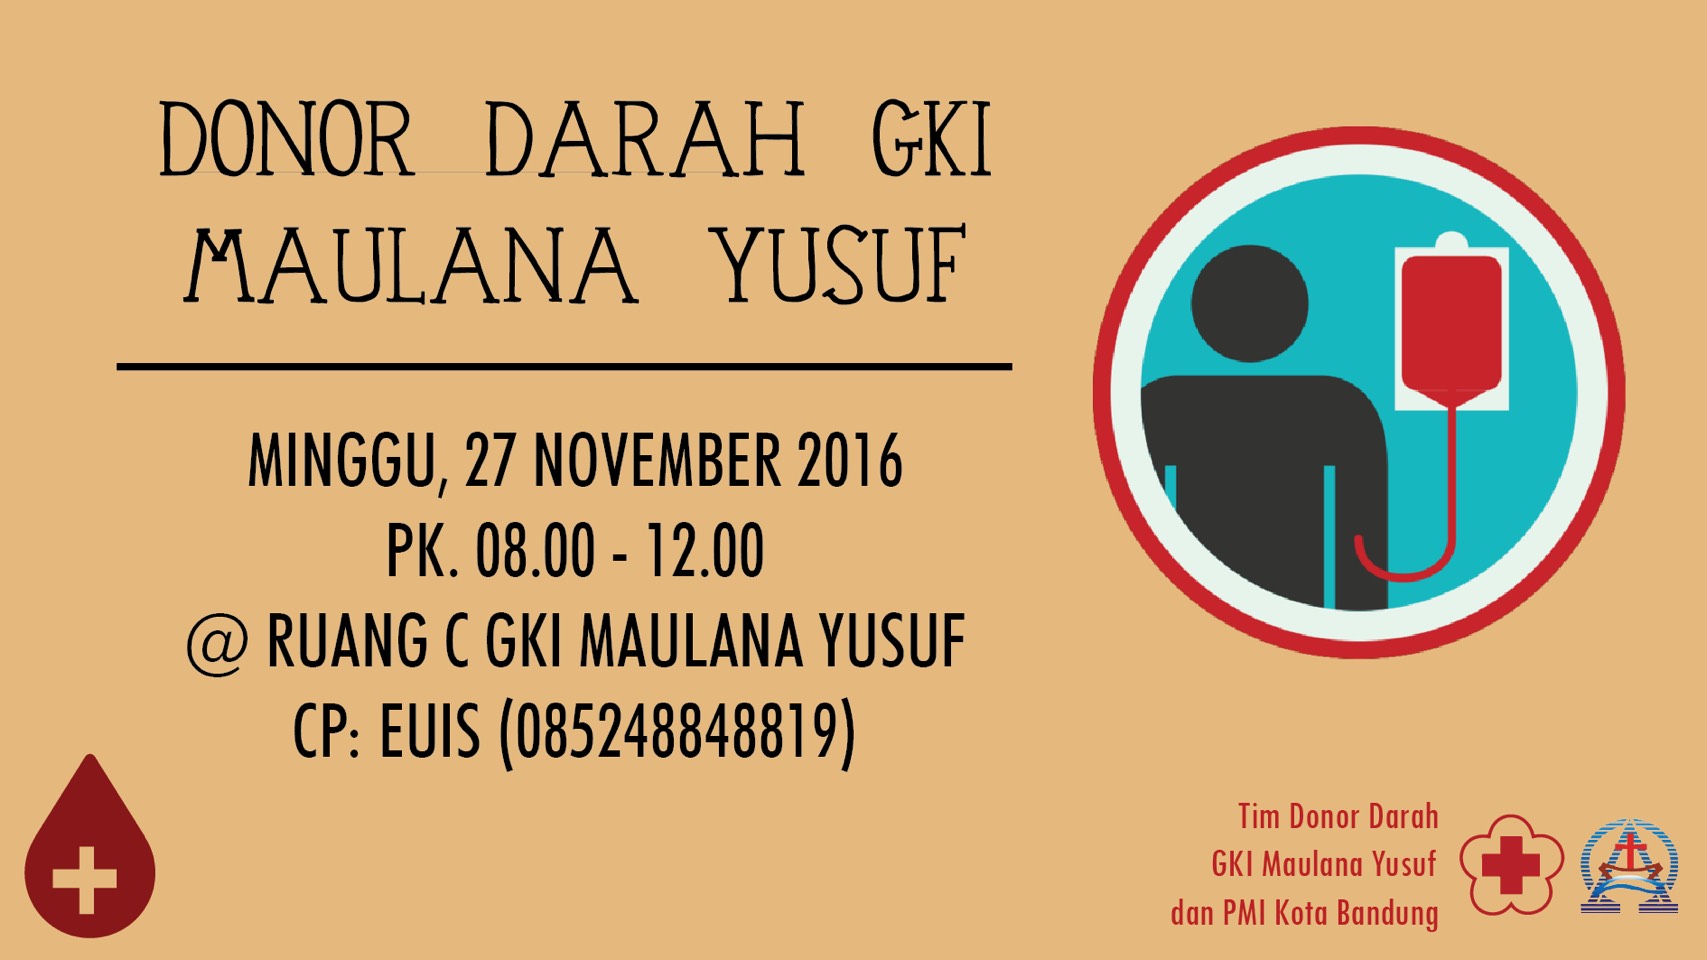 DONOR DARAH GKI
MAULANA YUSUF
MINGGU, 27 NOVEMBER 2016
PK. 08.00 - 12.00
@ RUANG C GKI MAULANA YUSUF
CP: EUIS (085248848819)
Tim Donor Darah
GKI Maulana Yusuf
dan PMI Kota Bandung